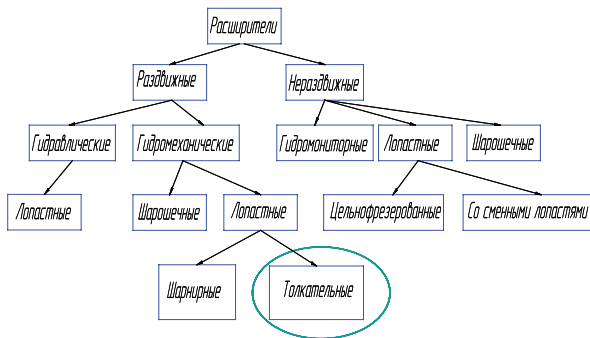 Расширители
Раздвижные
Нераздвижные
Гидравлические
Гидромеханические
Гидромониторные
Лопастные
Шарошечные
Лопастные
Шарошечные
Лопастные
Цельнофрезерованные
Со сменными лопастями
Шарнирные
Толкательные